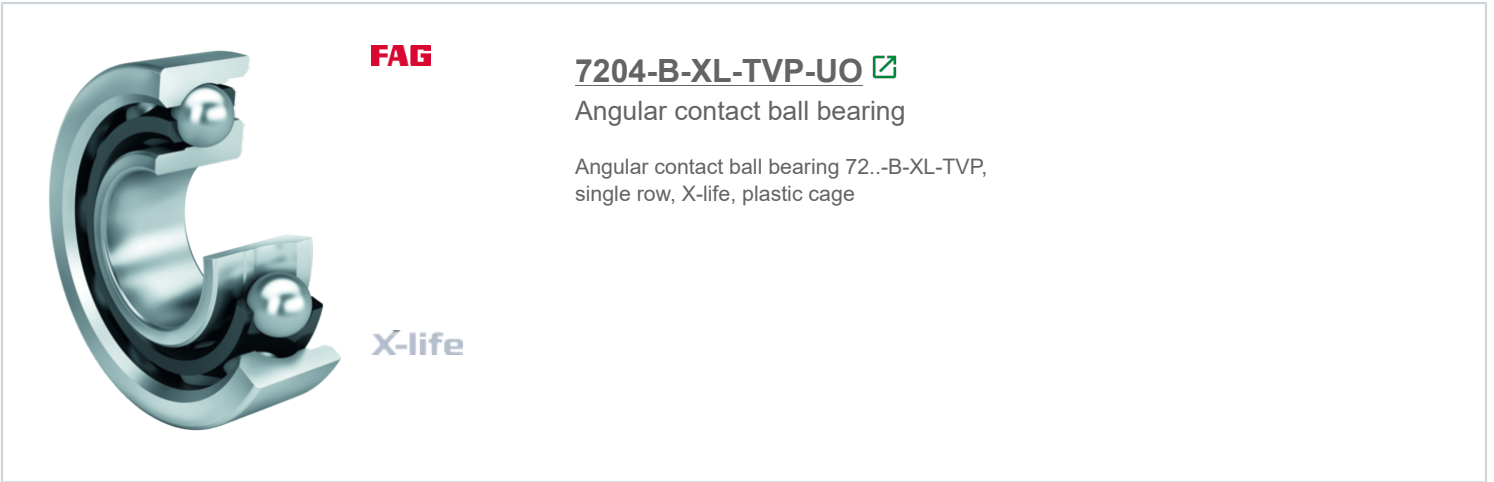 FAG
7204-B-XL-TVP-UO
Angular contact ball bearing
Angular contact ball bearing 72..-B-XL-TVP,
single row, X-life, plastic cage
X-life